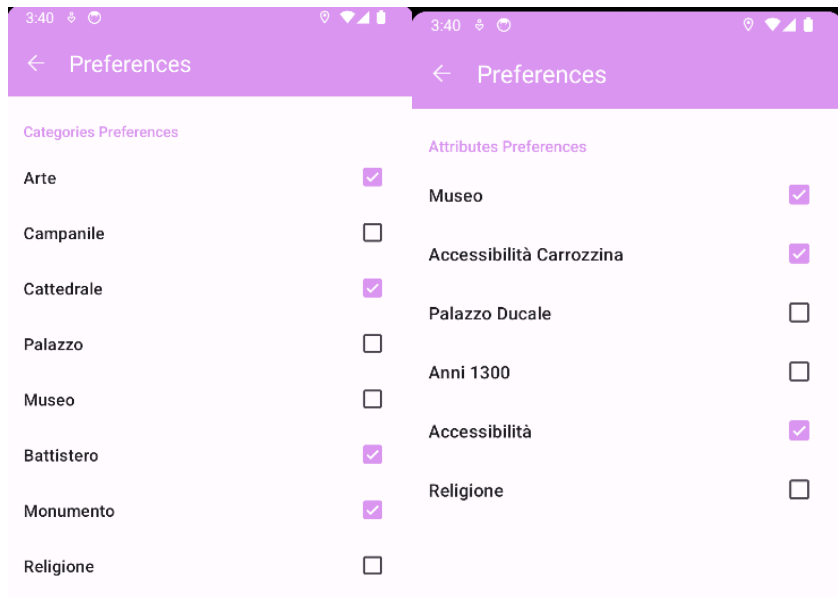 3:40
Preferences
Categories Preferences
Arte
Campanile
Cattedrale
Palazzo
Museo
Battistero
Monumento
Religione
3:40
Preferences
Attributes Preferences
Museo
Accessibilità Carrozzina
Palazzo Ducale
Anni 1300
Accessibilità
Religione